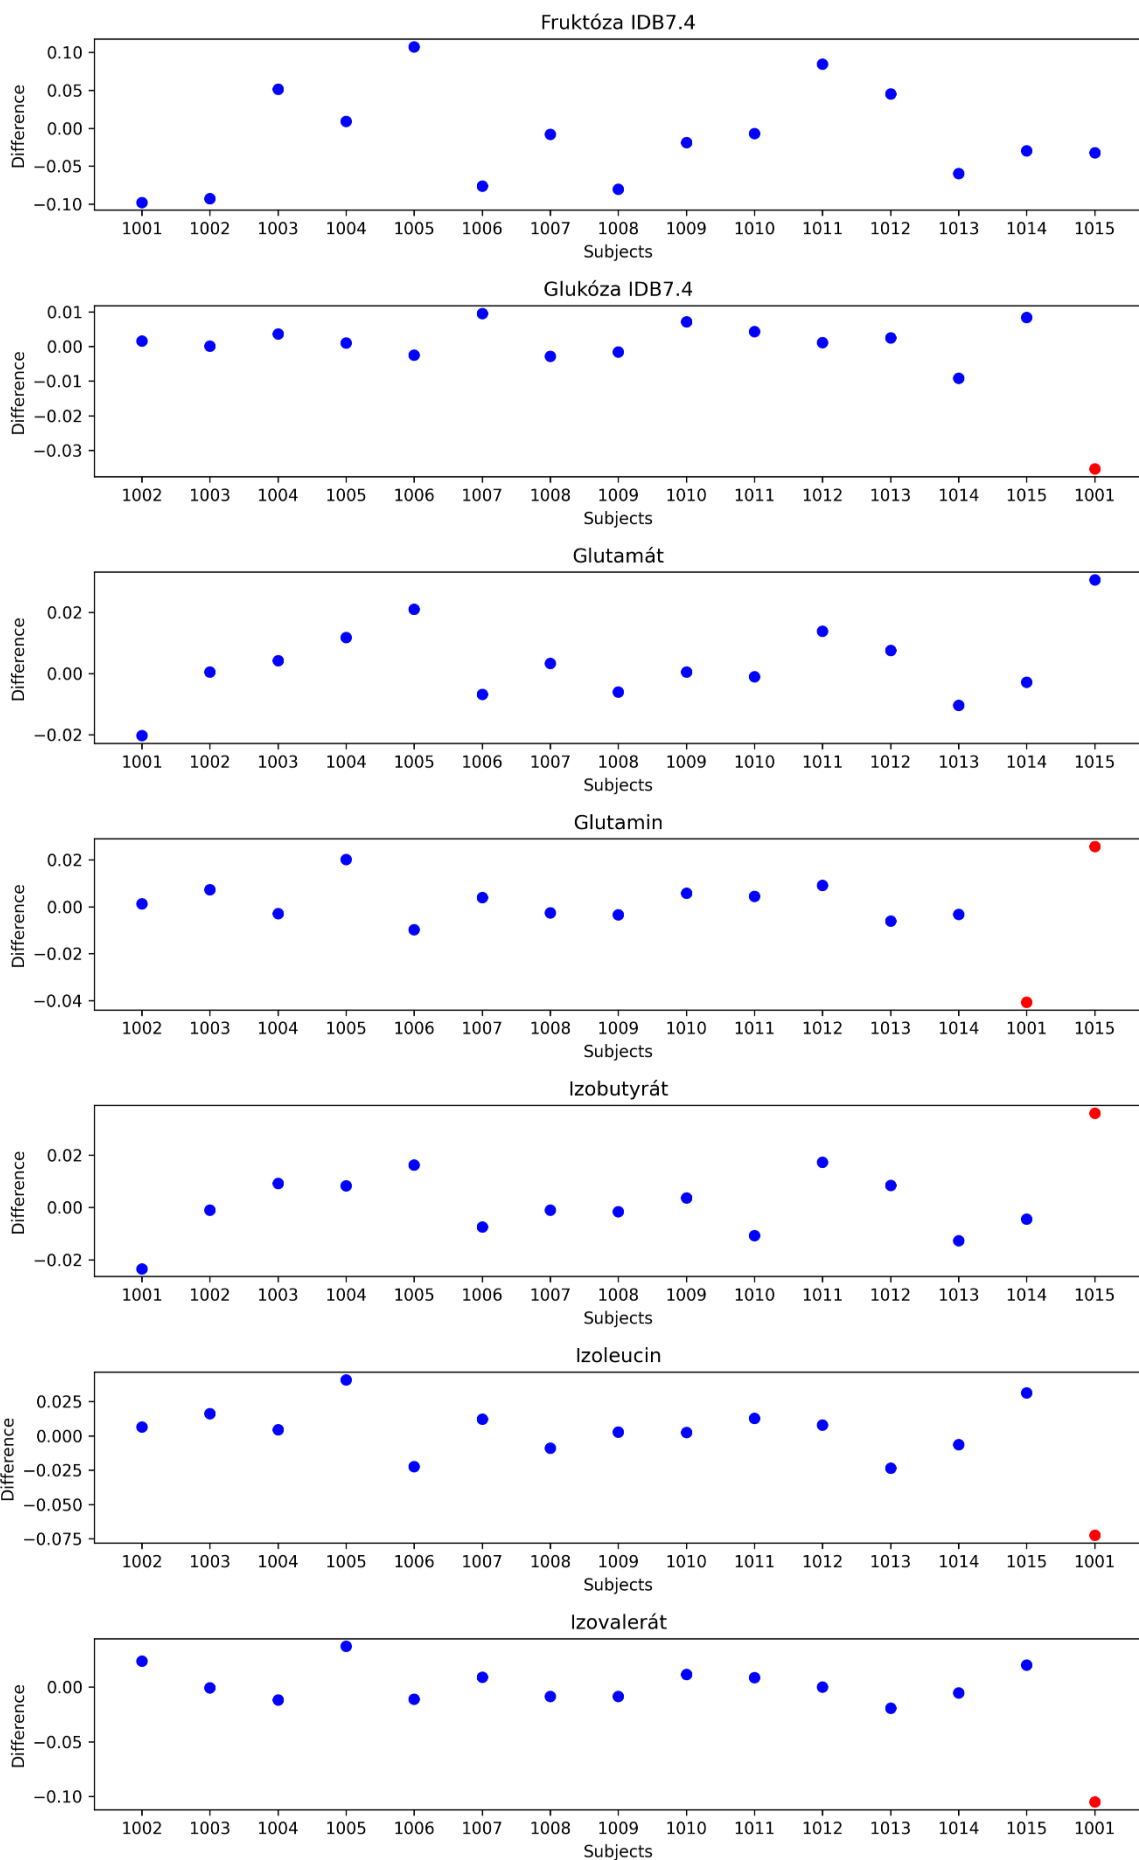 Fruktóza IDB7.4
0.10
0.05
0.00
−0.05
−0.10
Difference
1001 1002 1003 1004 1005 1006 1007 1008 1009 1010 1011 1012 1013 1014 1015
Subjects
Glukóza IDB7.4
0.01
0.00
−0.01
−0.02
−0.03
Difference
1002 1003 1004 1005 1006 1007 1008 1009 1010 1011 1012 1013 1014 1015 1001
Subjects
Glutamát
0.02
0.00
−0.02
Difference
1001 1002 1003 1004 1005 1006 1007 1008 1009 1010 1011 1012 1013 1014 1015
Subjects
Glutamin
0.02
0.00
−0.02
−0.04
Difference
1002 1003 1004 1005 1006 1007 1008 1009 1010 1011 1012 1013 1014 1001 1015
Subjects
Izobutyrát
0.02
0.00
−0.02
Difference
1001 1002 1003 1004 1005 1006 1007 1008 1009 1010 1011 1012 1013 1014 1015
Subjects
Izoleucin
0.025
0.000
−0.025
−0.050
−0.075
Difference
1002 1003 1004 1005 1006 1007 1008 1009 1010 1011 1012 1013 1014 1015 1001
Subjects
Izovalerát
0.00
−0.05
−0.10
Difference
1002 1003 1004 1005 1006 1007 1008 1009 1010 1011 1012 1013 1014 1015 1001
Subjects